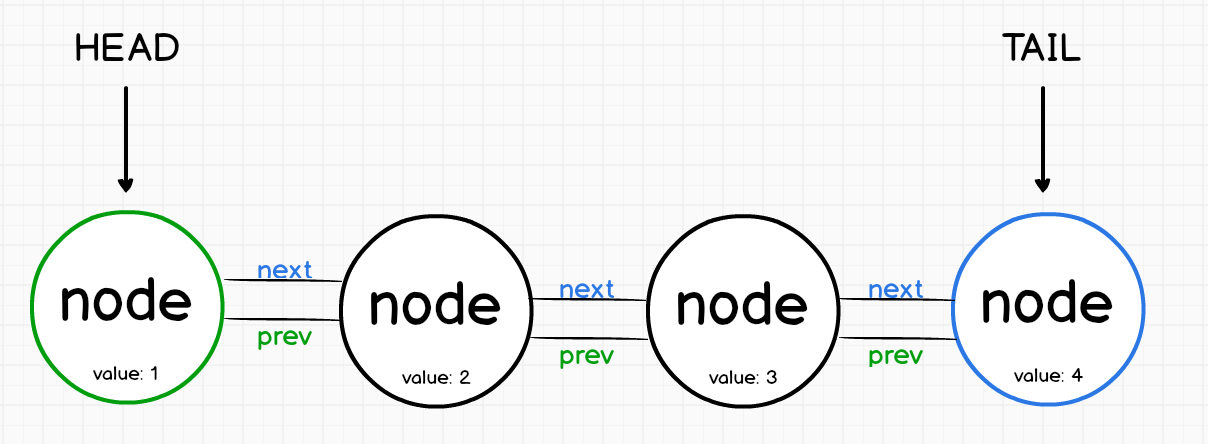 HEAD
TAIL
node
value: 1
next
prev
node
value: 2
next
prev
node
value: 3
next
prev
node
value: 4